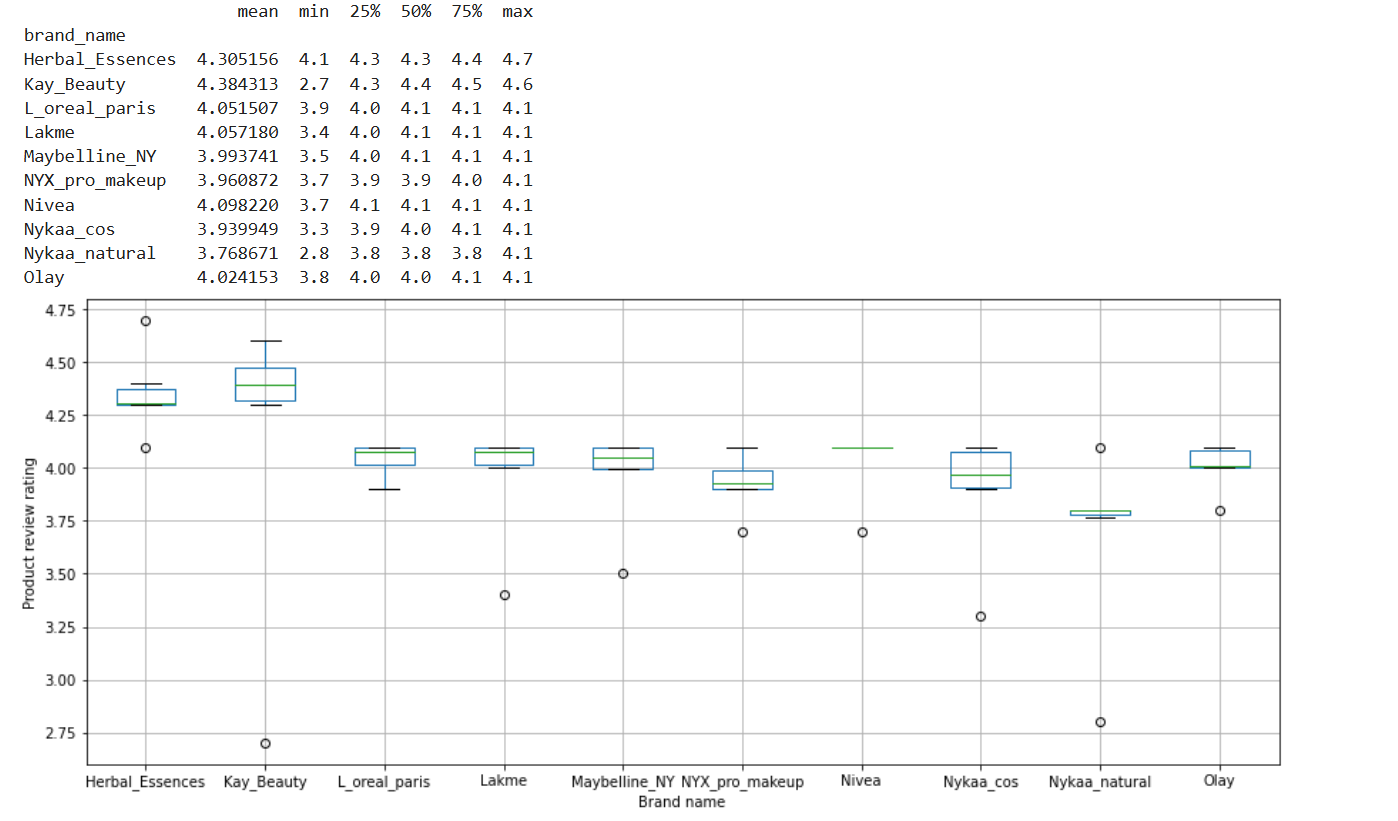 mean min 25% 50% 75% max
brand_name
Herbal_Essences 4.305156 4.1 4.3 4.3 4.4 4.7
Kay_Beauty 4.384313 2.7 4.3 4.4 4.5 4.6
L_oreal_paris 4.051507 3.9 4.0 4.1 4.1 4.1
Lakme 4.057180 3.4 4.0 4.1 4.1 4.1
Maybelline_NY 3.993741 3.5 4.0 4.1 4.1 4.1
NYX_pro_makeup 3.960872 3.7 3.9 3.9 4.0 4.1
Nivea 4.098220 3.7 4.1 4.1 4.1 4.1
Nykaa_cos 3.939949 3.3 3.9 4.0 4.1 4.1
Nykaa_natural 3.768671 2.8 3.8 3.8 3.8 4.1
Olay 4.024153 3.8 4.0 4.0 4.1 4.1
4.75
4.50
4.25
4.00
3.75
3.50
3.25
3.00
2.75
Product review rating
Herbal_Essences Kay_Beauty L_oreal_paris Lakme Maybelline_NY NYX_pro_makeup Nivea Nykaa_cos Nykaa_natural Olay
Brand name